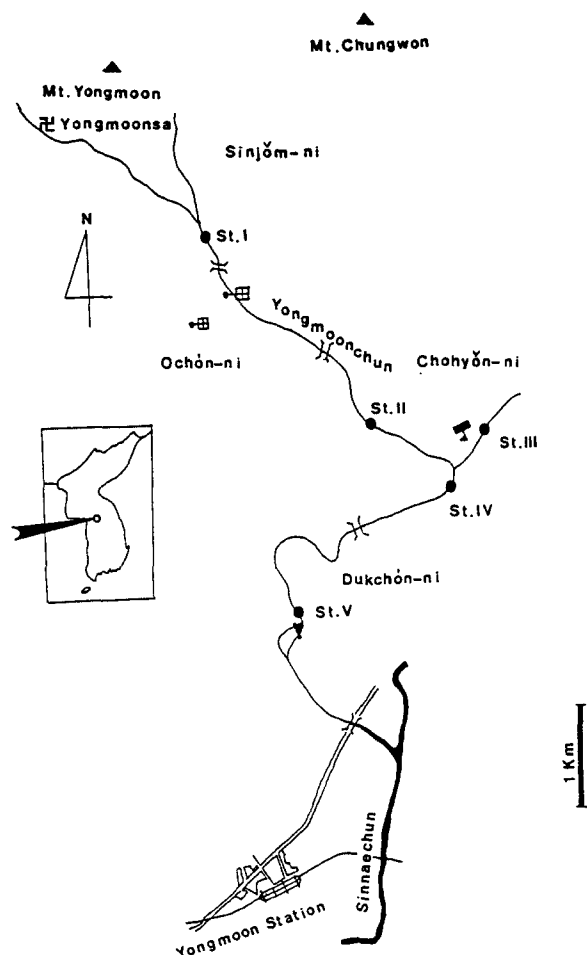 Mt. Chungwon
Mt. Yongmoon
卍 Yongmoonsa
Sinjŏm-ni
N
St. I
Yongmoonchun
Ochŏn-ni
Chohyŏn-ni
St. II
St. III
St. IV
Dukchŏn-ni
St. V
1 Km
Sinnaechun
Yongmoon Station